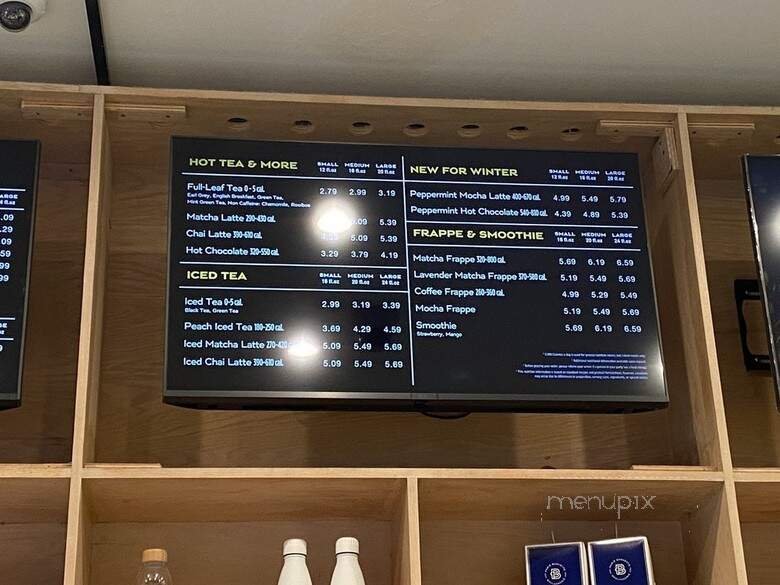 HOT TEA & MORE SMALL MEDIUM LARGE
12 fl.oz 16 fl.oz 20 fl.oz
Full-Leaf Tea 0-5 cal. 2.79 2.99 3.19
Earl Grey, English Breakfast, Green Tea,
Mint Green Tea, Non Caffeine: Chamomile, Rooibos
Matcha Latte 290-430 cal. 5.09 5.39
Chai Latte 390-610 cal. 5.09 5.39
Hot Chocolate 320-550 cal. 3.29 3.79 4.19
ICED TEA SMALL MEDIUM LARGE
16 fl.oz 20 fl.oz 24 fl.oz
Iced Tea 0-5 cal. 2.99 3.19 3.39
Black Tea, Green Tea
Peach Iced Tea 180-250 cal. 3.69 4.29 4.59
Iced Matcha Latte 270-420 5.09 5.49 5.69
Iced Chai Latte 390-610 cal. 5.09 5.49 5.69
NEW FOR WINTER SMALL MEDIUM LARGE
12 fl.oz 16 fl.oz 20 fl.oz
Peppermint Mocha Latte 400-670 cal. 4.99 5.49 5.79
Peppermint Hot Chocolate 540-810 cal. 4.39 4.89 5.39
FRAPPE & SMOOTHIE SMALL MEDIUM LARGE
16 fl.oz 20 fl.oz 24 fl.oz
Matcha Frappe 320-800 cal. 5.69 6.19 6.59
Lavender Matcha Frappe 370-580 cal. 5.19 5.49 5.69
Coffee Frappe 260-350 cal. 4.99 5.29 5.49
Mocha Frappe 5.19 5.49 5.69
Smoothie 5.69 6.19 6.59
Strawberry, Mango
menupix